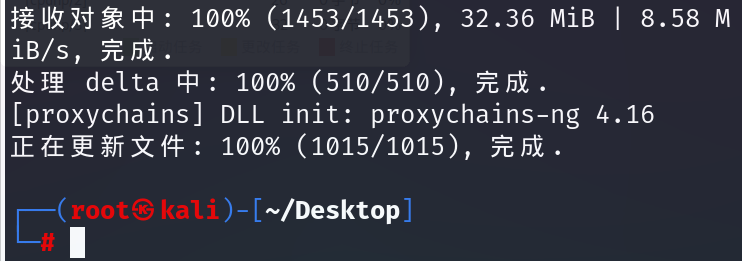 接收对象中: 100% (1453/1453), 32.36 MiB | 8.58 M
iB/s, 完成.
处理 delta 中: 100% (510/510), 完成.
[proxychains] DLL init: proxychains-ng 4.16
正在更新文件: 100% (1015/1015), 完成.
┌──(root㉿kali)-[~/Desktop]
└─#